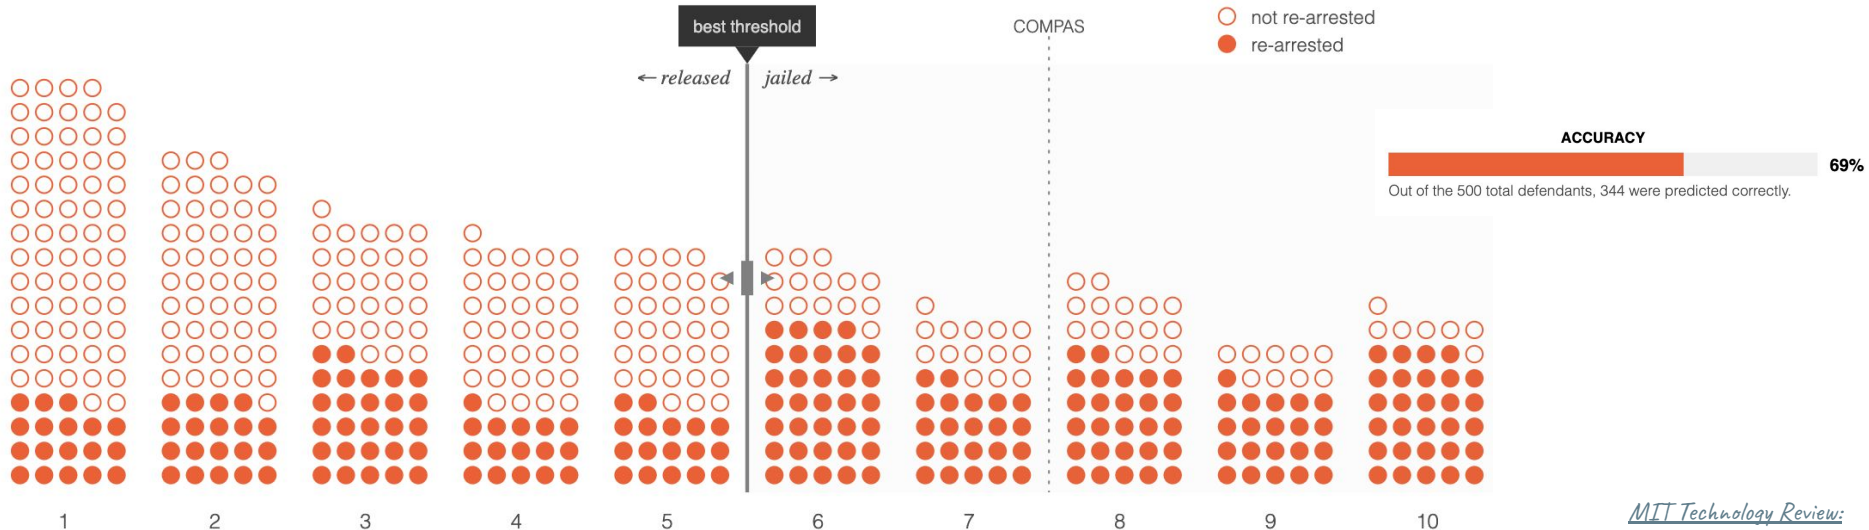 best threshold
COMPAS
not re-arrested
re-arrested
← released
jailed →
ACCURACY
69%
Out of the 500 total defendants, 344 were predicted correctly.
1 2 3 4 5 6 7 8 9 10
MIT Technology Review: